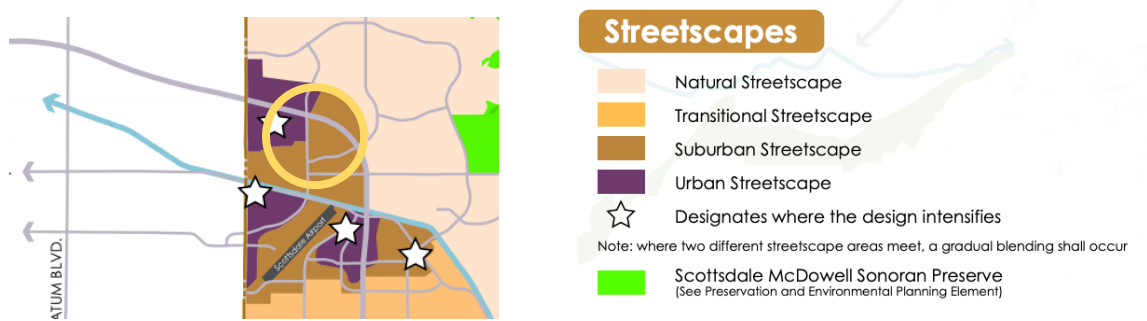 TATUM BLVD.
Scottsdale Airport
Streetscapes
Natural Streetscape
Transitional Streetscape
Suburban Streetscape
Urban Streetscape
Designates where the design intensifies
Note: where two different streetscape areas meet, a gradual blending shall occur
Scottsdale McDowell Sonoran Preserve
(See Preservation and Environmental Planning Element)